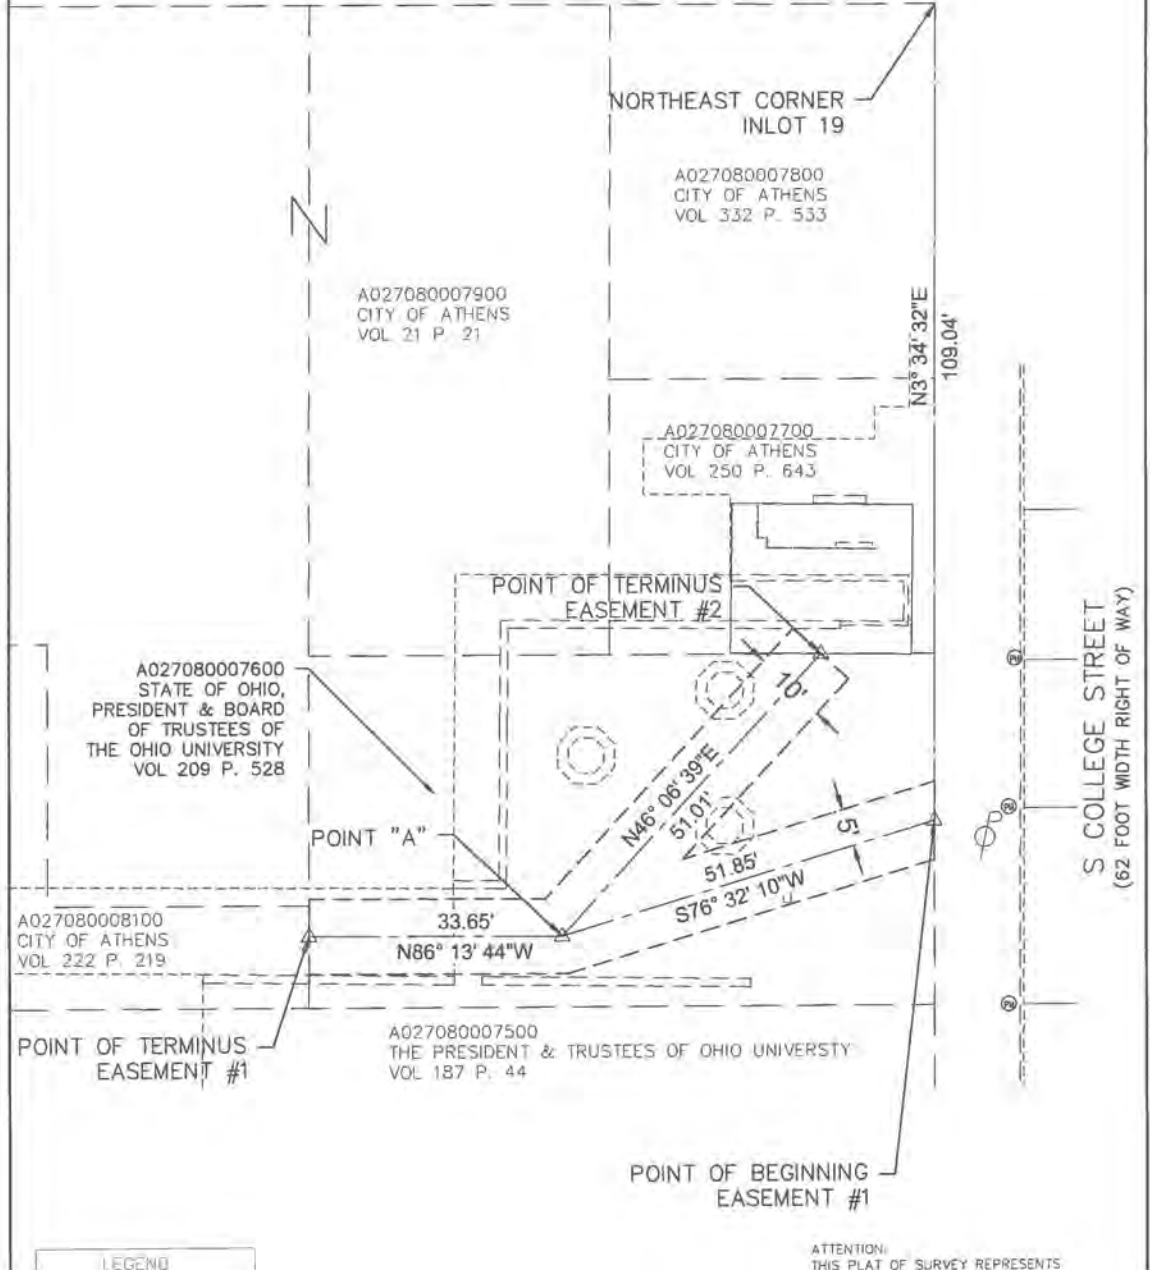 NORTHEAST CORNER
INLOT 19
A027080007800
CITY OF ATHENS
VOL 332 P. 533
N
A027080007900
CITY OF ATHENS
VOL 21 P. 21
N3° 34' 32"E
109.04'
A027080007700
CITY OF ATHENS
VOL 250 P. 643
POINT OF TERMINUS
EASEMENT #2
A027080007600
STATE OF OHIO,
PRESIDENT & BOARD
OF TRUSTEES OF
THE OHIO UNIVERSITY
VOL 209 P. 528
10'
N46° 06' 39"E
51.01'
S COLLEGE STREET
(62 FOOT WIDTH RIGHT OF WAY)
POINT "A"
5'
51.85'
S76° 32' 10"W
33.65'
N86° 13' 44"W
A027080008100
CITY OF ATHENS
VOL 222 P. 219
POINT OF TERMINUS
EASEMENT #1
A027080007500
THE PRESIDENT & TRUSTEES OF OHIO UNIVERSTY
VOL 187 P. 44
POINT OF BEGINNING
EASEMENT #1
LEGEND
ATTENTION:
THIS PLAT OF SURVEY REPRESENTS